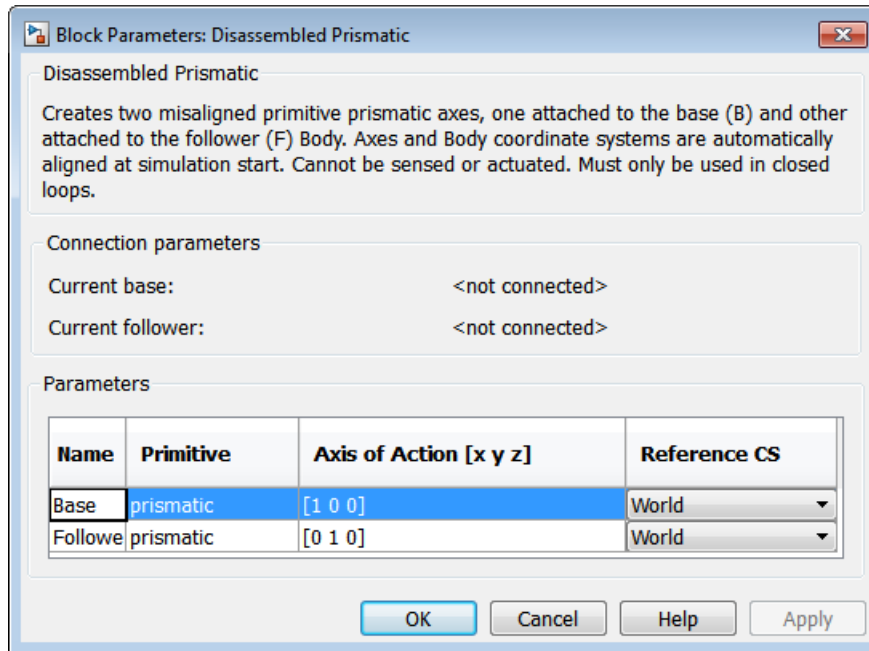 Block Parameters: Disassembled Prismatic
Disassembled Prismatic
Creates two misaligned primitive prismatic axes, one attached to the base (B) and other
attached to the follower (F) Body. Axes and Body coordinate systems are automatically
aligned at simulation start. Cannot be sensed or actuated. Must only be used in closed
loops.
Connection parameters
Current base: <not connected>
Current follower: <not connected>
Parameters
Name Primitive Axis of Action [x y z] Reference CS
Base prismatic [1 0 0] World
Followe prismatic [0 1 0] World
OK Cancel Help Apply